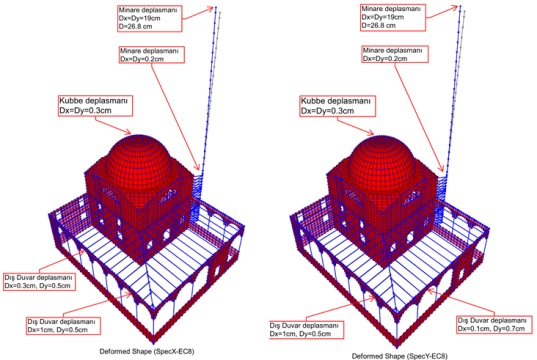 Minare deplasmanı
Dx=Dy=19cm
D=26.8 cm
Minare deplasmanı
Dx=Dy=0.2cm
Kubbe deplasmanı
Dx=Dy=0.3cm
Dış Duvar deplasmanı
Dx=0.3cm, Dy=0.5cm
Dış Duvar deplasmanı
Dx=1cm, Dy=0.5cm
Deformed Shape (SpecX-EC8)
Minare deplasmanı
Dx=Dy=19cm
D=26.8 cm
Minare deplasmanı
Dx=Dy=0.2cm
Kubbe deplasmanı
Dx=Dy=0.3cm
Dış Duvar deplasmanı
Dx=1cm, Dy=0.5cm
Dış Duvar deplasmanı
Dx=0.1cm, Dy=0.7cm
Deformed Shape (SpecY-EC8)